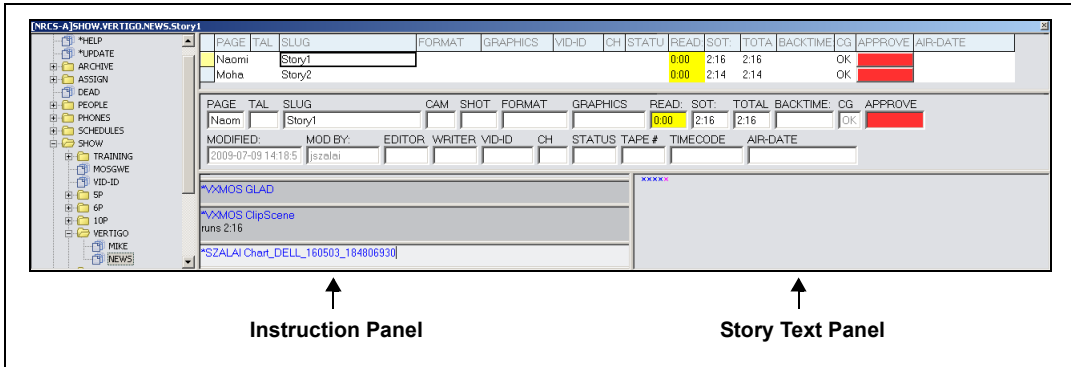 [NRCS-A]SHOW.VERTIGO.NEWS.Story1
*HELP
*UPDATE
ARCHIVE
ASSIGN
DEAD
PEOPLE
PHONES
SCHEDULES
SHOW
TRAINING
MOSGWE
VID-ID
5P
6P
10P
VERTIGO
MIKE
NEWS
PAGE TAL SLUG FORMAT GRAPHICS VID-ID CH STATU READ: SOT: TOTA BACKTIME CG APPROVE AIR-DATE
Naomi Story1 0:00 2:16 2:16 OK
Moha Story2 0:00 2:14 2:14 OK
PAGE TAL SLUG CAM SHOT FORMAT GRAPHICS READ: SOT: TOTAL BACKTIME: CG APPROVE
Naom Story1 0:00 2:16 2:16 OK
MODIFIED: MOD BY: EDITOR WRITER VID-ID CH STATUS TAPE # TIMECODE AIR-DATE
2009-07-09 14:18:5 jszalai
*VXMOS GLAD
*VXMOS ClipScene
runs 2:16
*SZALAI Chart_DELL_160503_184806930
xxxxx
Instruction Panel
Story Text Panel